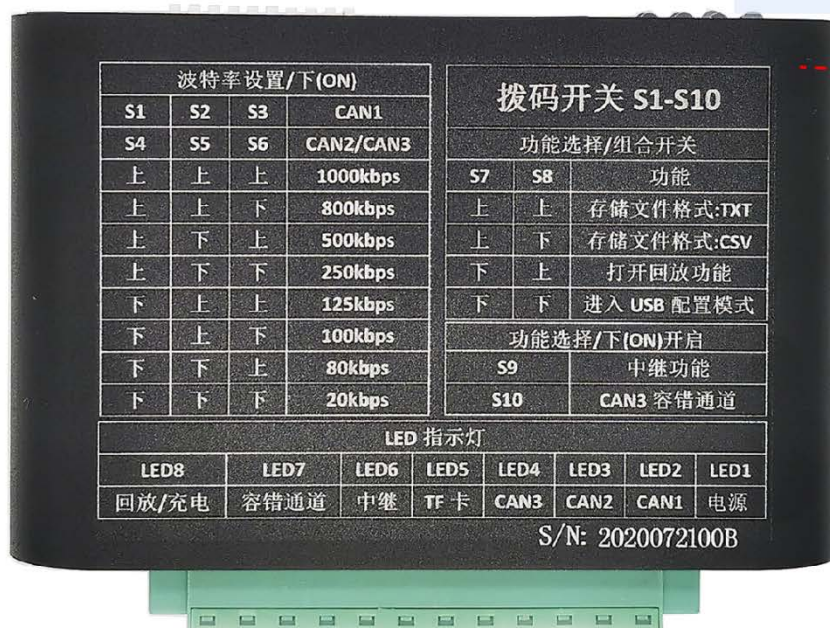 波特率设置/下(ON)
S1 S2 S3 CAN1
S4 S5 S6 CAN2/CAN3
上 上 上 1000kbps
上 上 下 800kbps
上 下 上 500kbps
上 下 下 250kbps
下 上 上 125kbps
下 上 下 100kbps
下 下 上 80kbps
下 下 下 20kbps
拨码开关 S1-S10
功能选择/组合开关
S7 S8 功能
上 上 存储文件格式:TXT
上 下 存储文件格式:CSV
下 上 打开回放功能
下 下 进入 USB 配置模式
功能选择/下(ON)开启
S9 中继功能
S10 CAN3 容错通道
LED 指示灯
LED8 LED7 LED6 LED5 LED4 LED3 LED2 LED1
回放/充电 容错通道 中继 TF 卡 CAN3 CAN2 CAN1 电源
S/N: 2020072100B